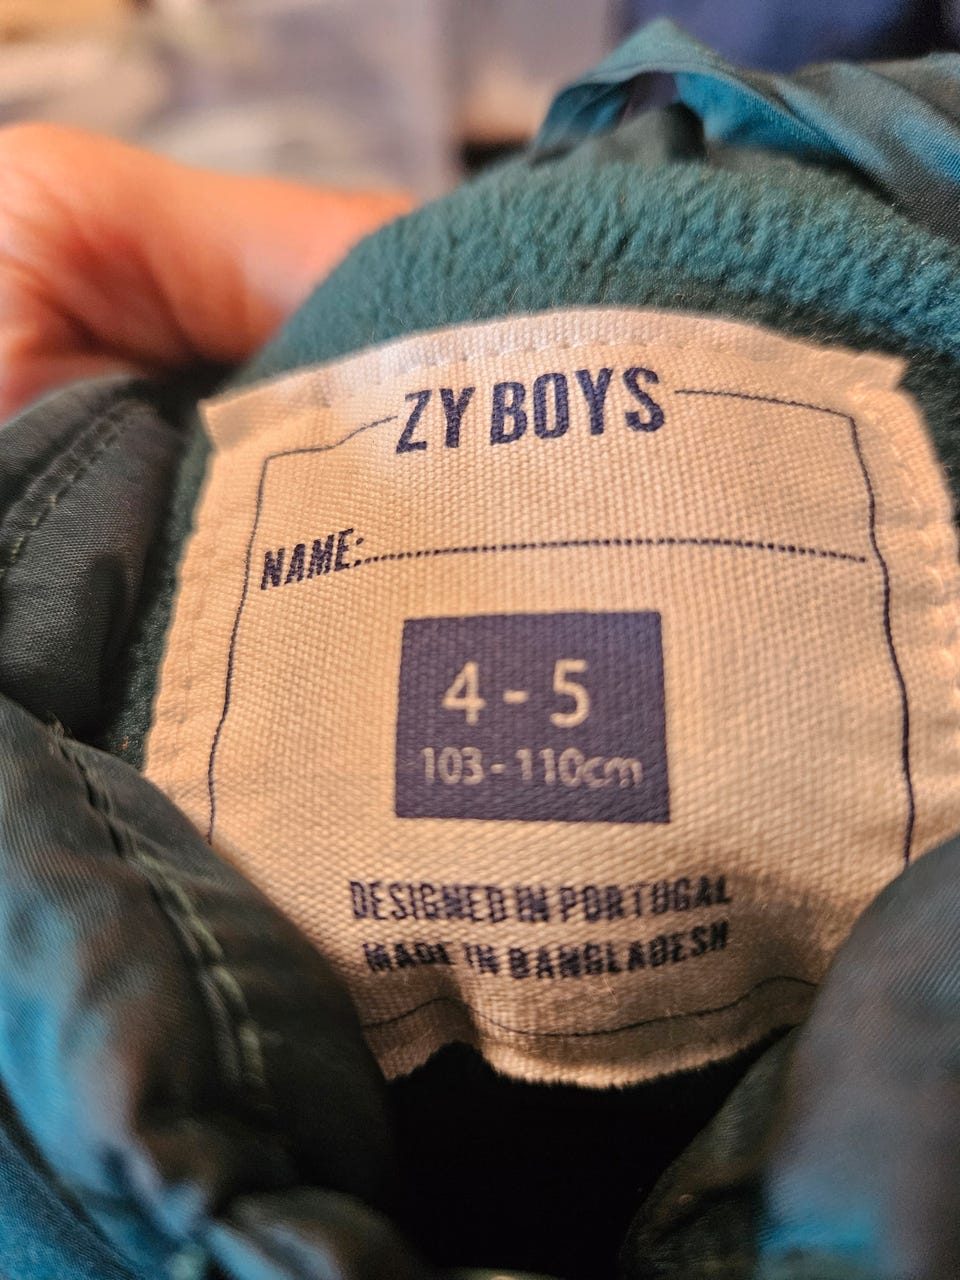 ZY BOYS
NAME:
4 - 5
103 - 110cm
DESIGNED IN PORTUGAL
MADE IN BANGLADESH